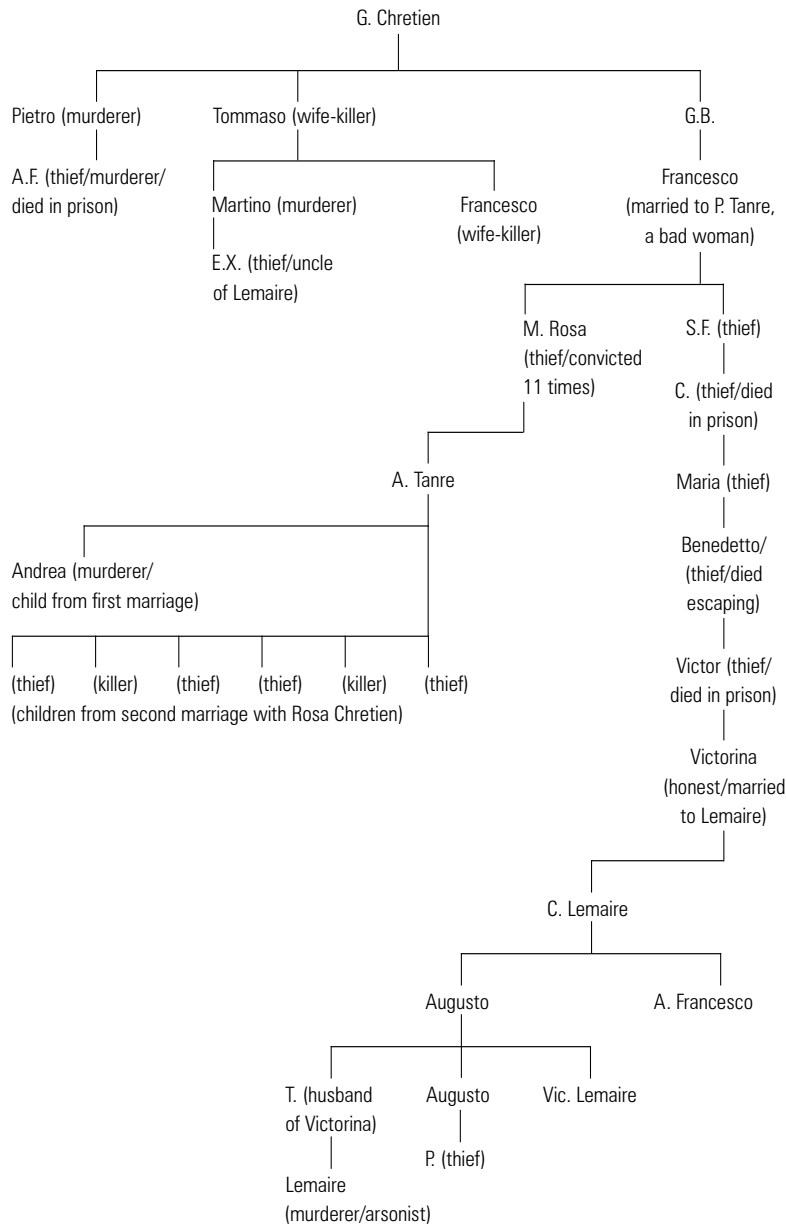 G. Chretien
Pietro (murderer)
Tommaso (wife-killer)
G.B.
A.F. (thief/murderer/
died in prison)
Martino (murderer)
Francesco
(wife-killer)
Francesco
(married to P. Tanre,
a bad woman)
E.X. (thief/uncle
of Lemaire)
M. Rosa
(thief/convicted
11 times)
S.F. (thief)
C. (thief/died
in prison)
A. Tanre
Maria (thief)
Andrea (murderer/
child from first marriage)
Benedetto/
(thief/died
escaping)
(thief)
(killer)
(thief)
(thief)
(killer)
(thief)
(children from second marriage with Rosa Chretien)
Victor (thief/
died in prison)
Victorina
(honest/married
to Lemaire)
C. Lemaire
Augusto
A. Francesco
T. (husband
of Victorina)
Augusto
Vic. Lemaire
P. (thief)
Lemaire
(murderer/arsonist)